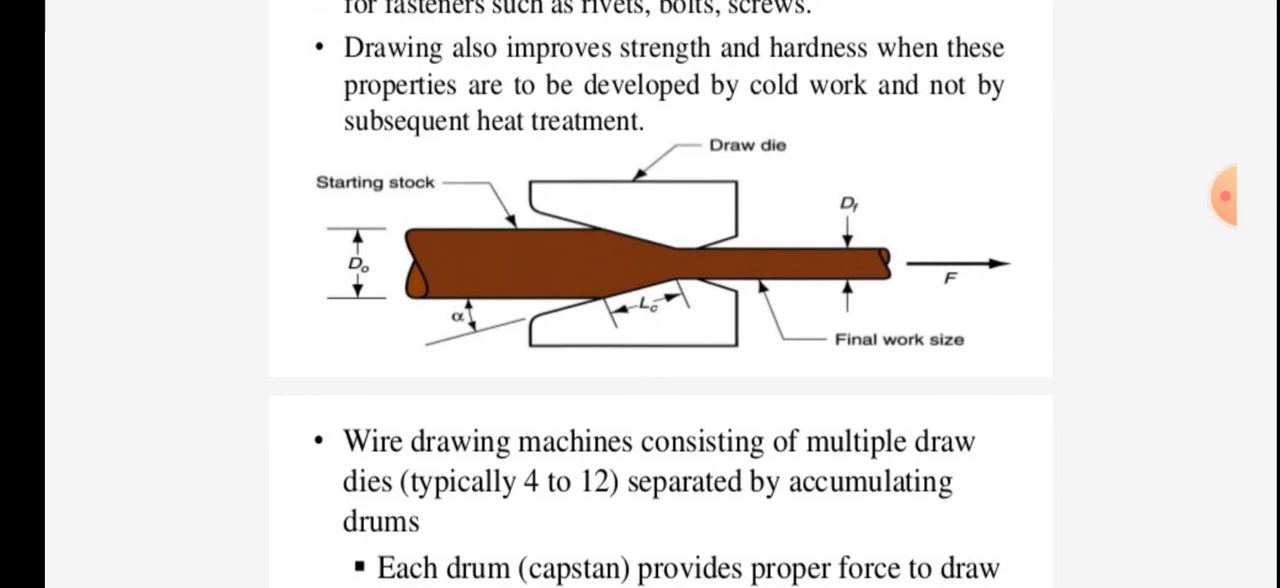 for fasteners such as rivets, bolts, screws.
• Drawing also improves strength and hardness when these
properties are to be developed by cold work and not by
subsequent heat treatment.
Draw die
Starting stock
Df
Do
F
Lc
α
Final work size
• Wire drawing machines consisting of multiple draw
dies (typically 4 to 12) separated by accumulating
drums
▪ Each drum (capstan) provides proper force to draw